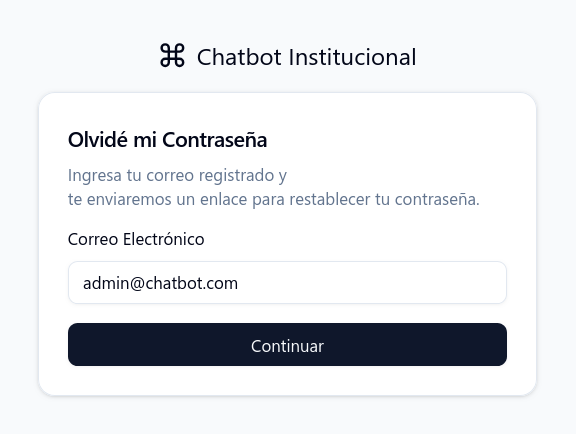 ⌘ Chatbot Institucional
Olvidé mi Contraseña
Ingresa tu correo registrado y
te enviaremos un enlace para restablecer tu contraseña.
Correo Electrónico
admin@chatbot.com
Continuar